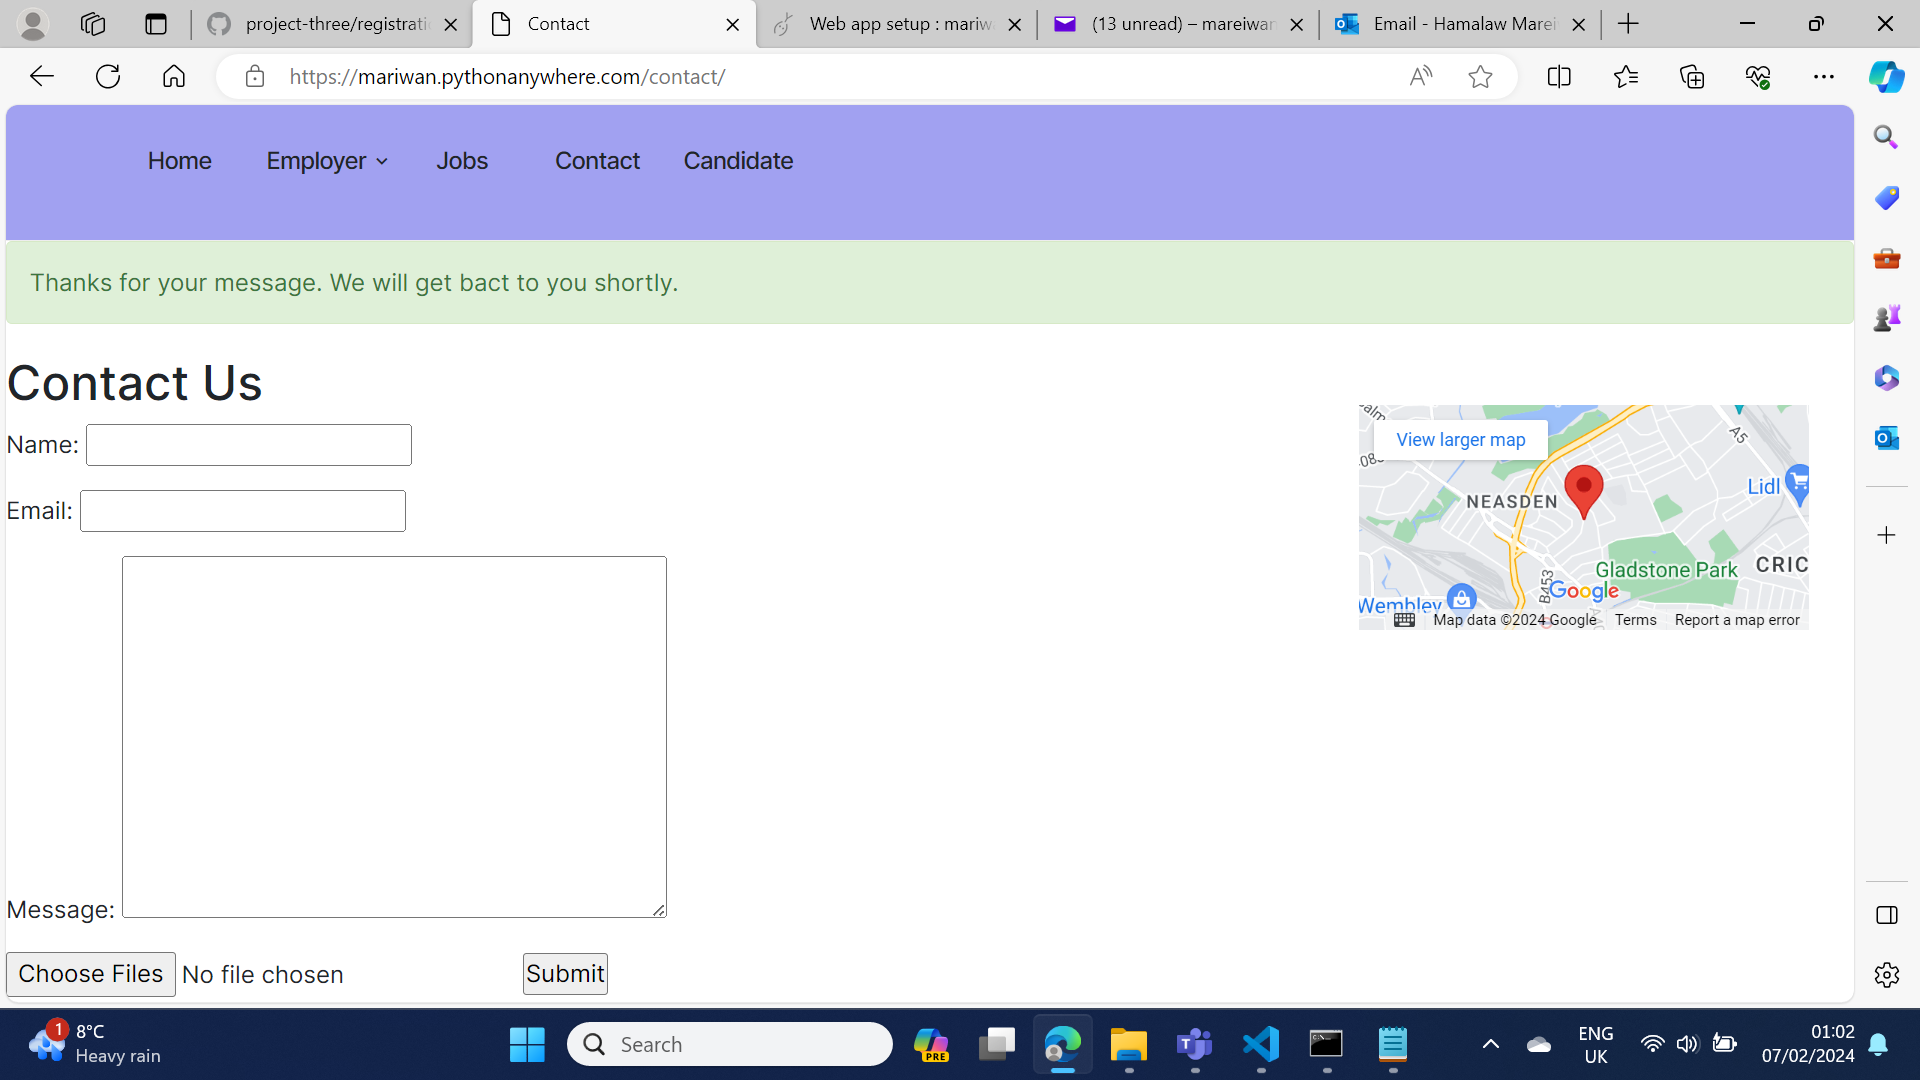 project-three/registrati
Contact
Web app setup : mariw
(13 unread) – mareiwan
Email - Hamalaw Marei
https://mariwan.pythonanywhere.com/contact/
Home
Employer
Jobs
Contact
Candidate
Thanks for your message. We will get bact to you shortly.
Contact Us
Name:
Email:
Message:
Choose Files No file chosen
Submit
View larger map
A5
NEASDEN
Lidl
Gladstone Park
CRIC
B453
Wembley
Google
Map data ©2024 Google
Terms
Report a map error
1
8°C
Heavy rain
Search
PRE
ENG
UK
01:02
07/02/2024